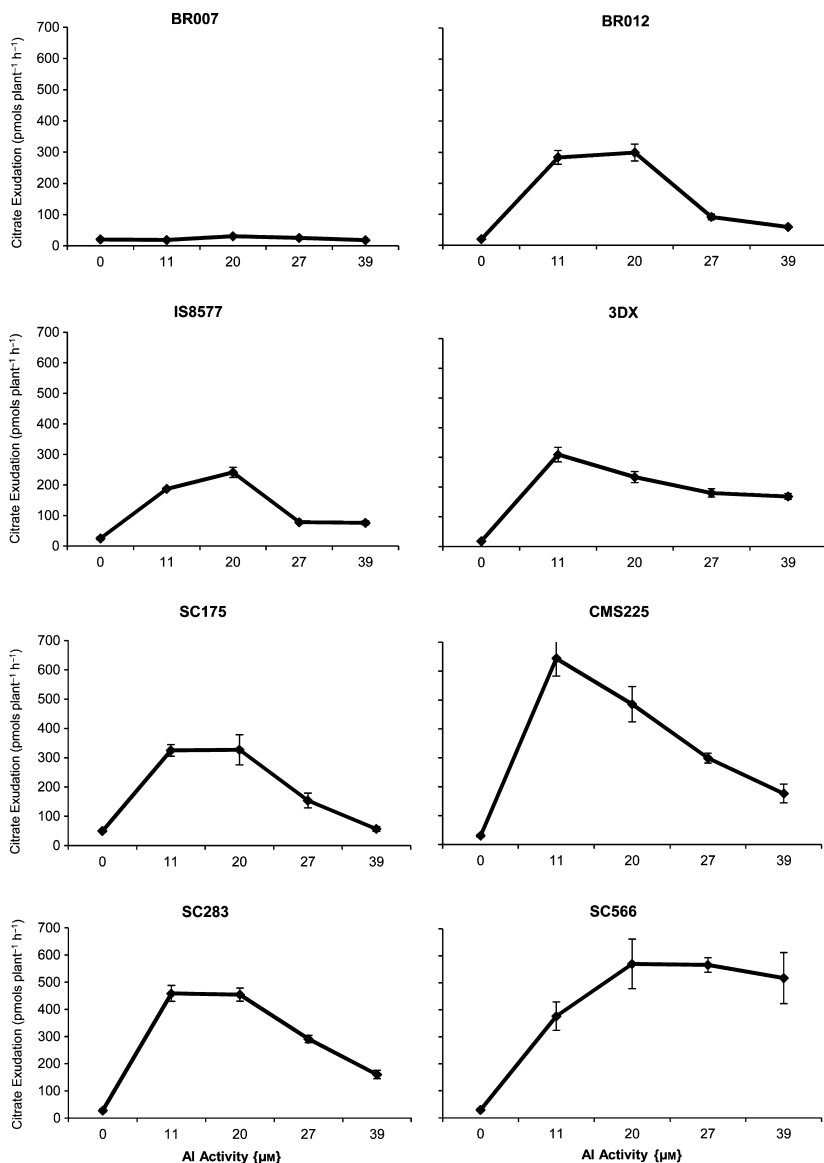 BR007
BR012
Citrate Exudation (pmols plant⁻¹ h⁻¹)
700
600
500
400
300
200
100
0
0 11 20 27 39
0 11 20 27 39
IS8577
3DX
Citrate Exudation (pmols plant⁻¹ h⁻¹)
700
600
500
400
300
200
100
0
0 11 20 27 39
0 11 20 27 39
SC175
CMS225
Citrate Exudation (pmols plant⁻¹ h⁻¹)
700
600
500
400
300
200
100
0
0 11 20 27 39
0 11 20 27 39
SC283
SC566
Citrate Exudation (pmols plant⁻¹ h⁻¹)
700
600
500
400
300
200
100
0
0 11 20 27 39
0 11 20 27 39
Al Activity {µM}
Al Activity {µM}